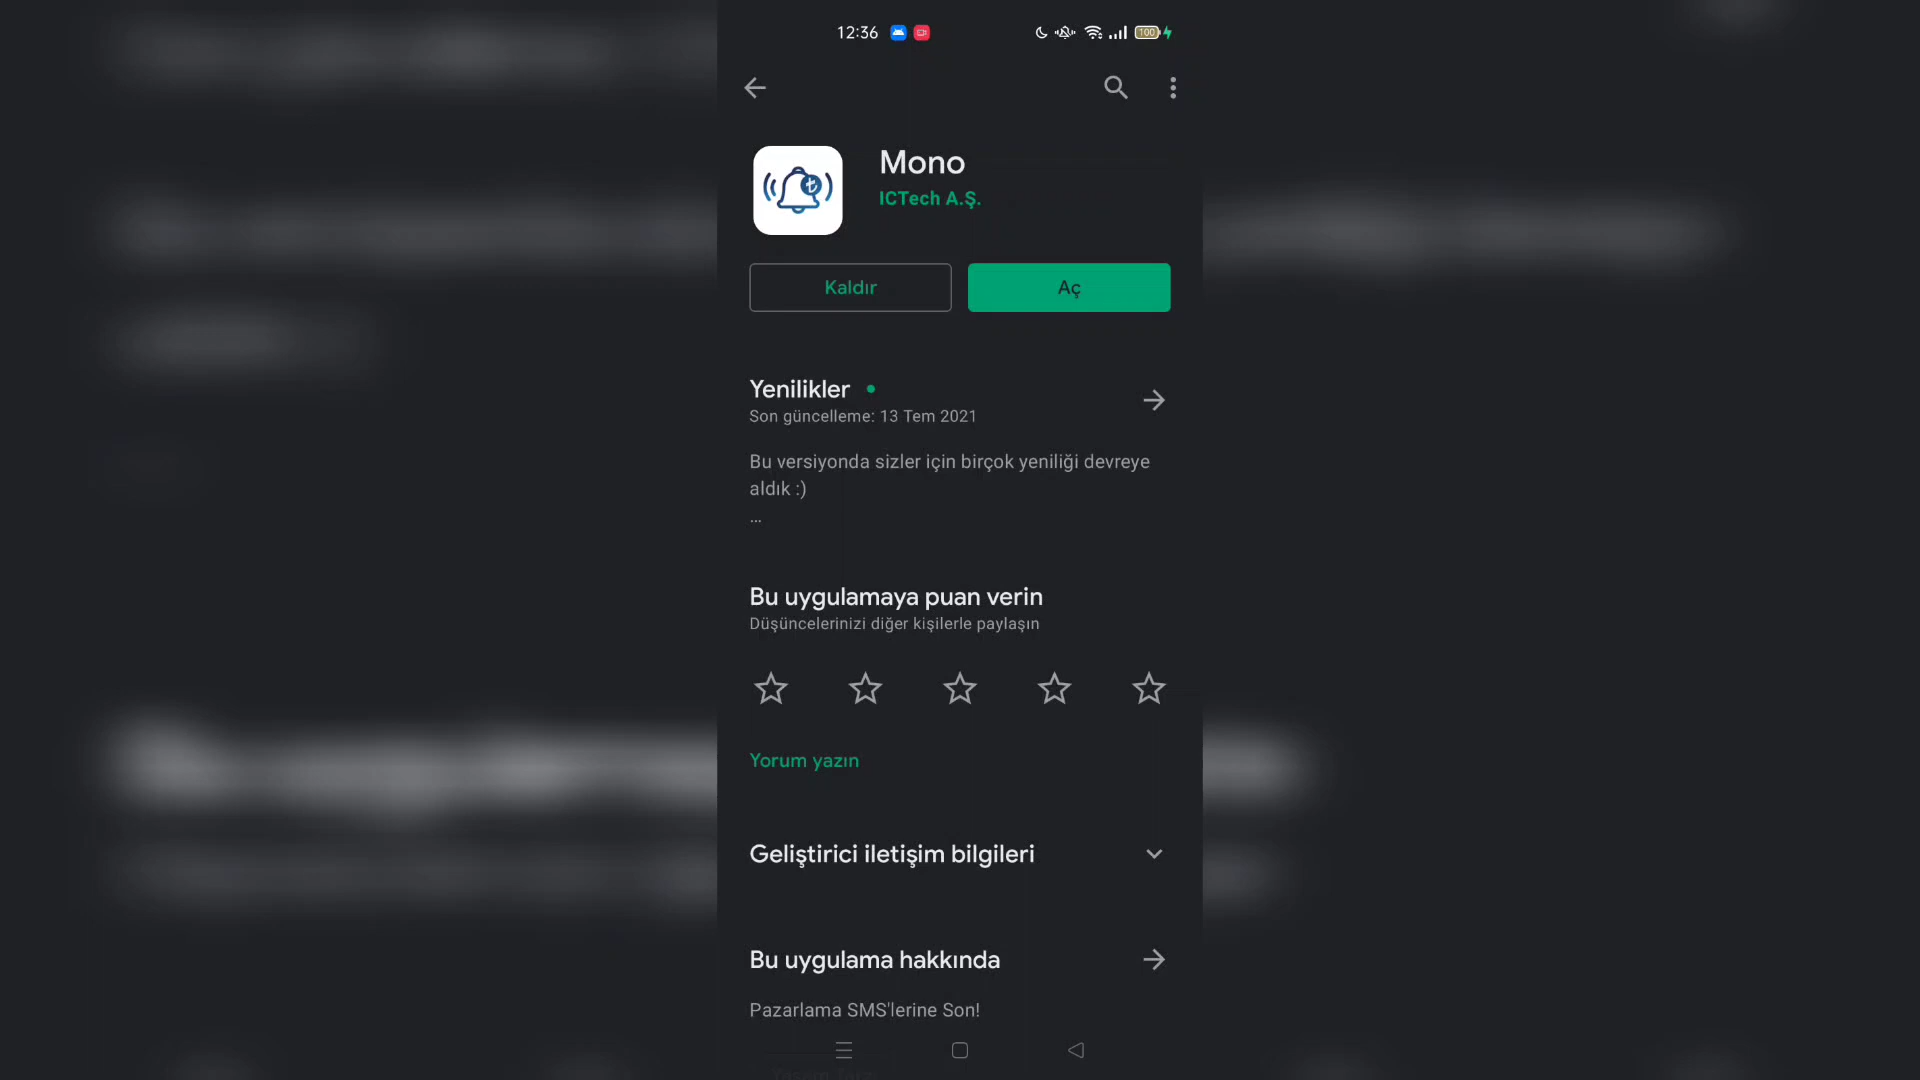 12:36
100
Mono
ICTech A.Ş.
Kaldır
Aç
Yenilikler
Son güncelleme: 13 Tem 2021
Bu versiyonda sizler için birçok yeniliği devreye
aldık :)
...
Bu uygulamaya puan verin
Düşüncelerinizi diğer kişilerle paylaşın
Yorum yazın
Geliştirici iletişim bilgileri
Bu uygulama hakkında
Pazarlama SMS'lerine Son!